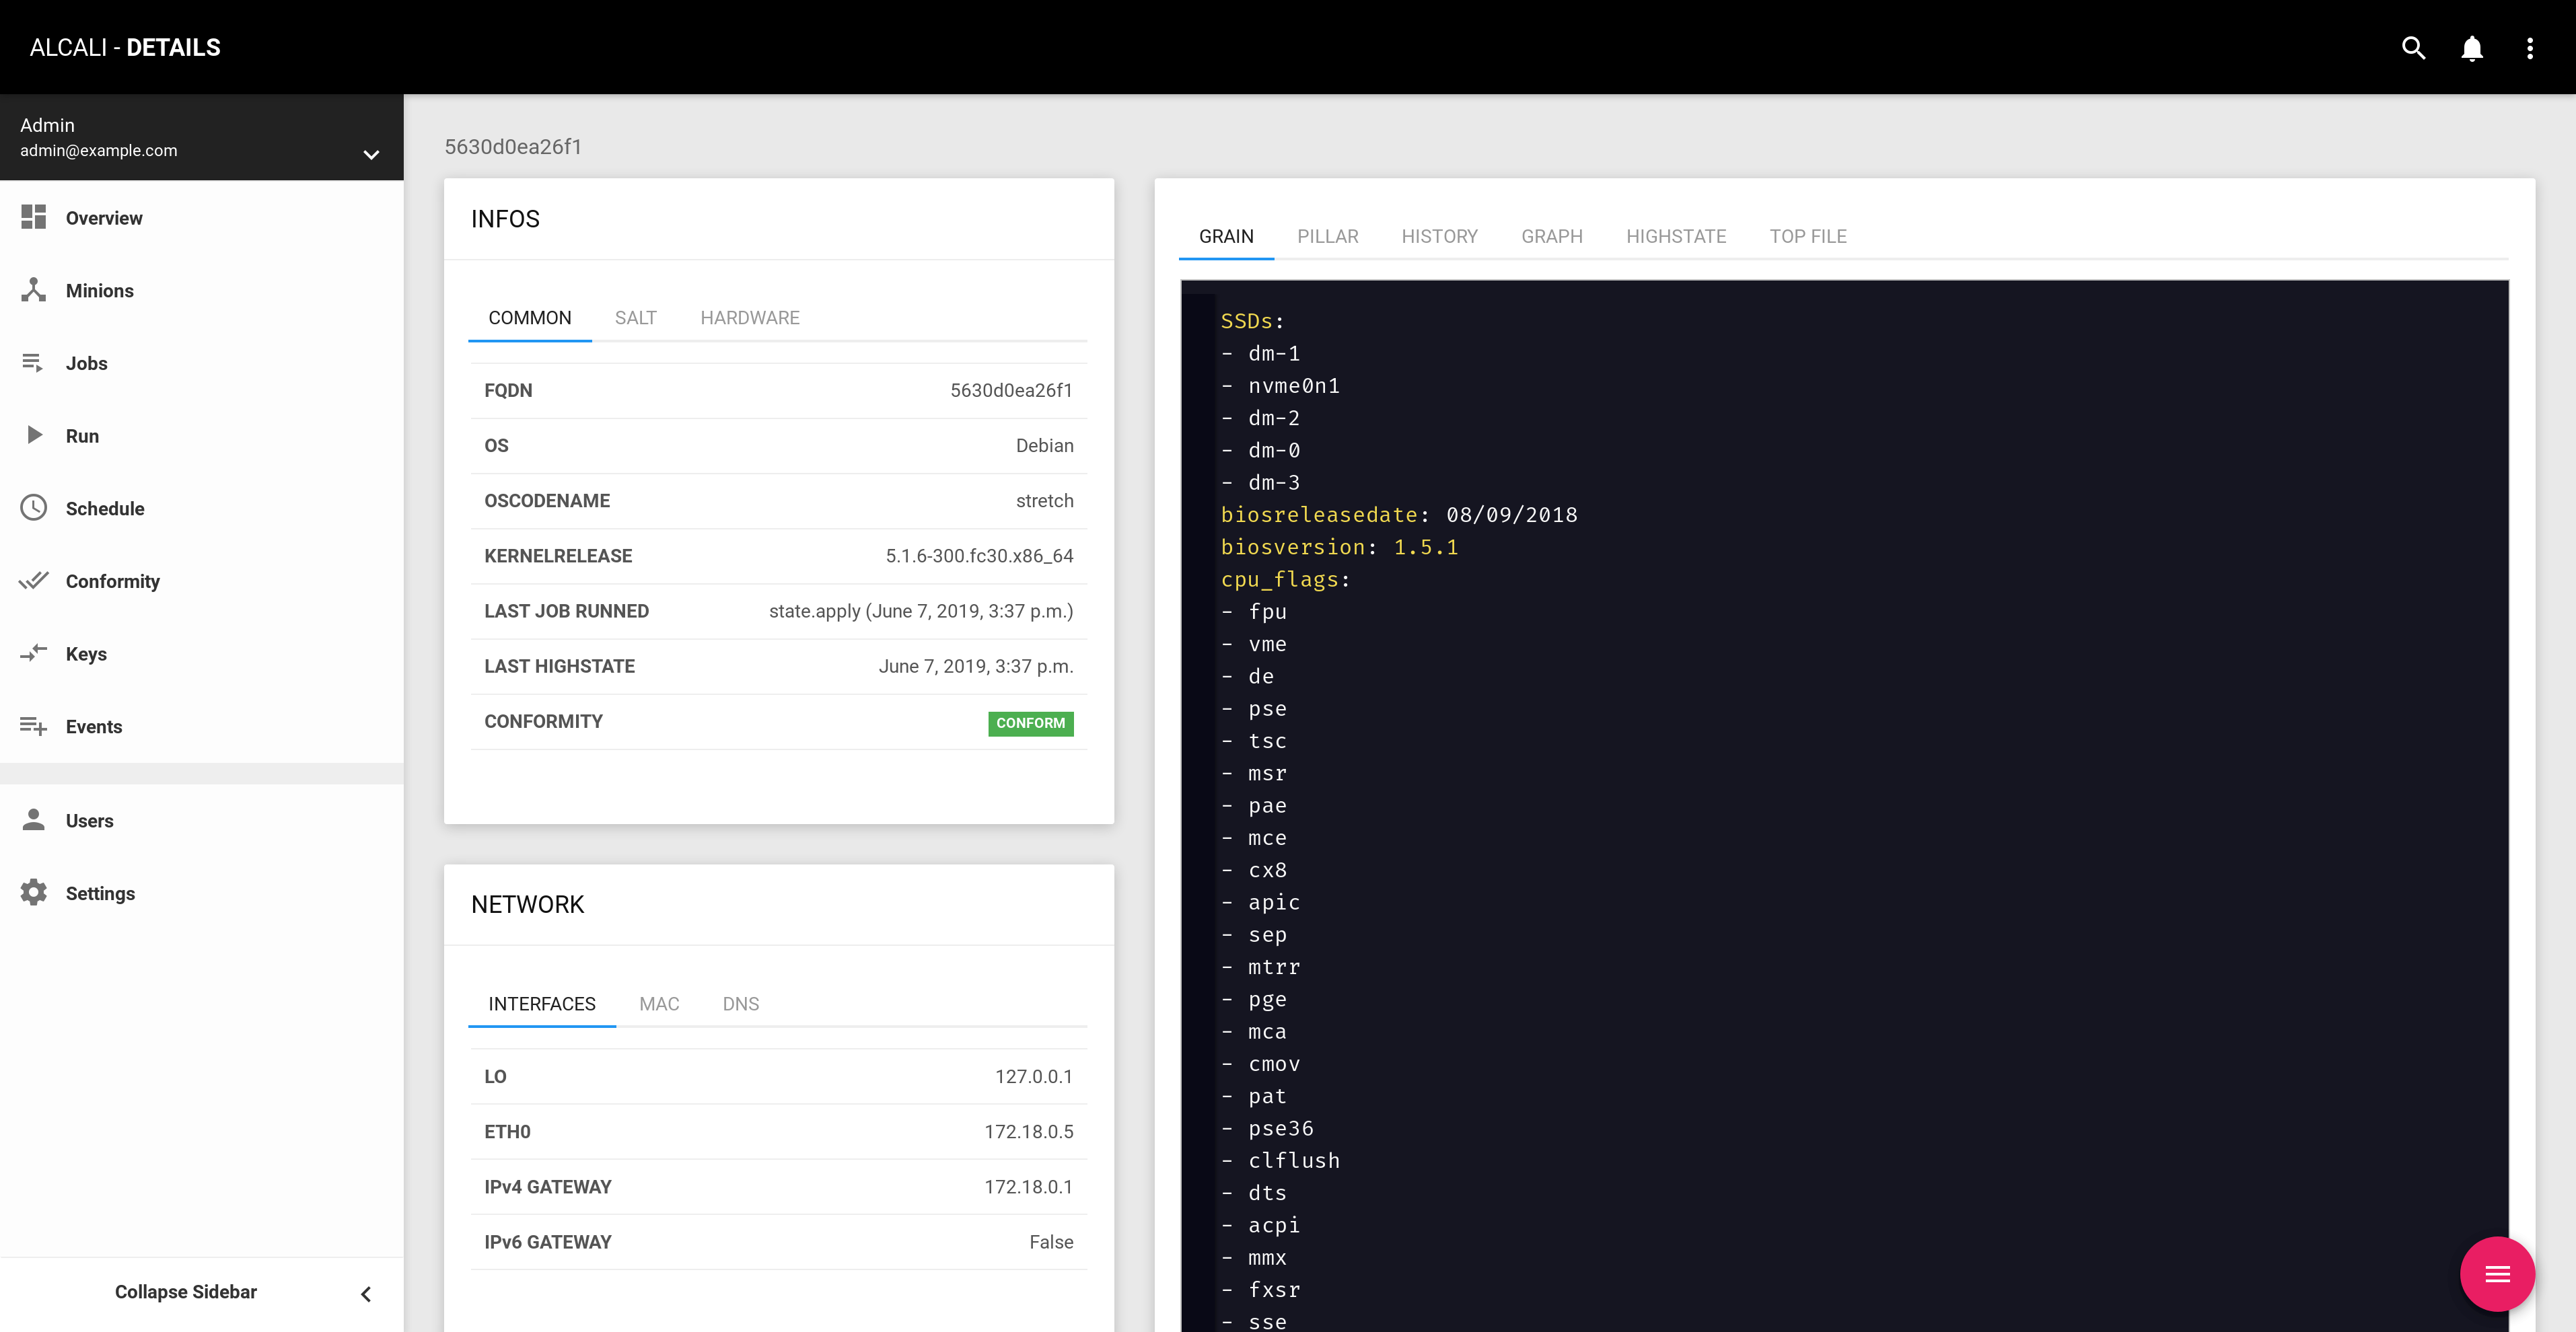 ALCALI - DETAILS
Admin
admin@example.com
Overview
Minions
Jobs
Run
Schedule
Conformity
Keys
Events
Users
Settings
Collapse Sidebar
5630d0ea26f1
INFOS
COMMON SALT HARDWARE
FQDN 5630d0ea26f1
OS Debian
OSCODENAME stretch
KERNELRELEASE 5.1.6-300.fc30.x86_64
LAST JOB RUNNED state.apply (June 7, 2019, 3:37 p.m.)
LAST HIGHSTATE June 7, 2019, 3:37 p.m.
CONFORMITY CONFORM
NETWORK
INTERFACES MAC DNS
LO 127.0.0.1
ETH0 172.18.0.5
IPv4 GATEWAY 172.18.0.1
IPv6 GATEWAY False
GRAIN PILLAR HISTORY GRAPH HIGHSTATE TOP FILE
SSDs:
- dm-1
- nvme0n1
- dm-2
- dm-0
- dm-3
biosreleasedate: 08/09/2018
biosversion: 1.5.1
cpu_flags:
- fpu
- vme
- de
- pse
- tsc
- msr
- pae
- mce
- cx8
- apic
- sep
- mtrr
- pge
- mca
- cmov
- pat
- pse36
- clflush
- dts
- acpi
- mmx
- fxsr
- sse